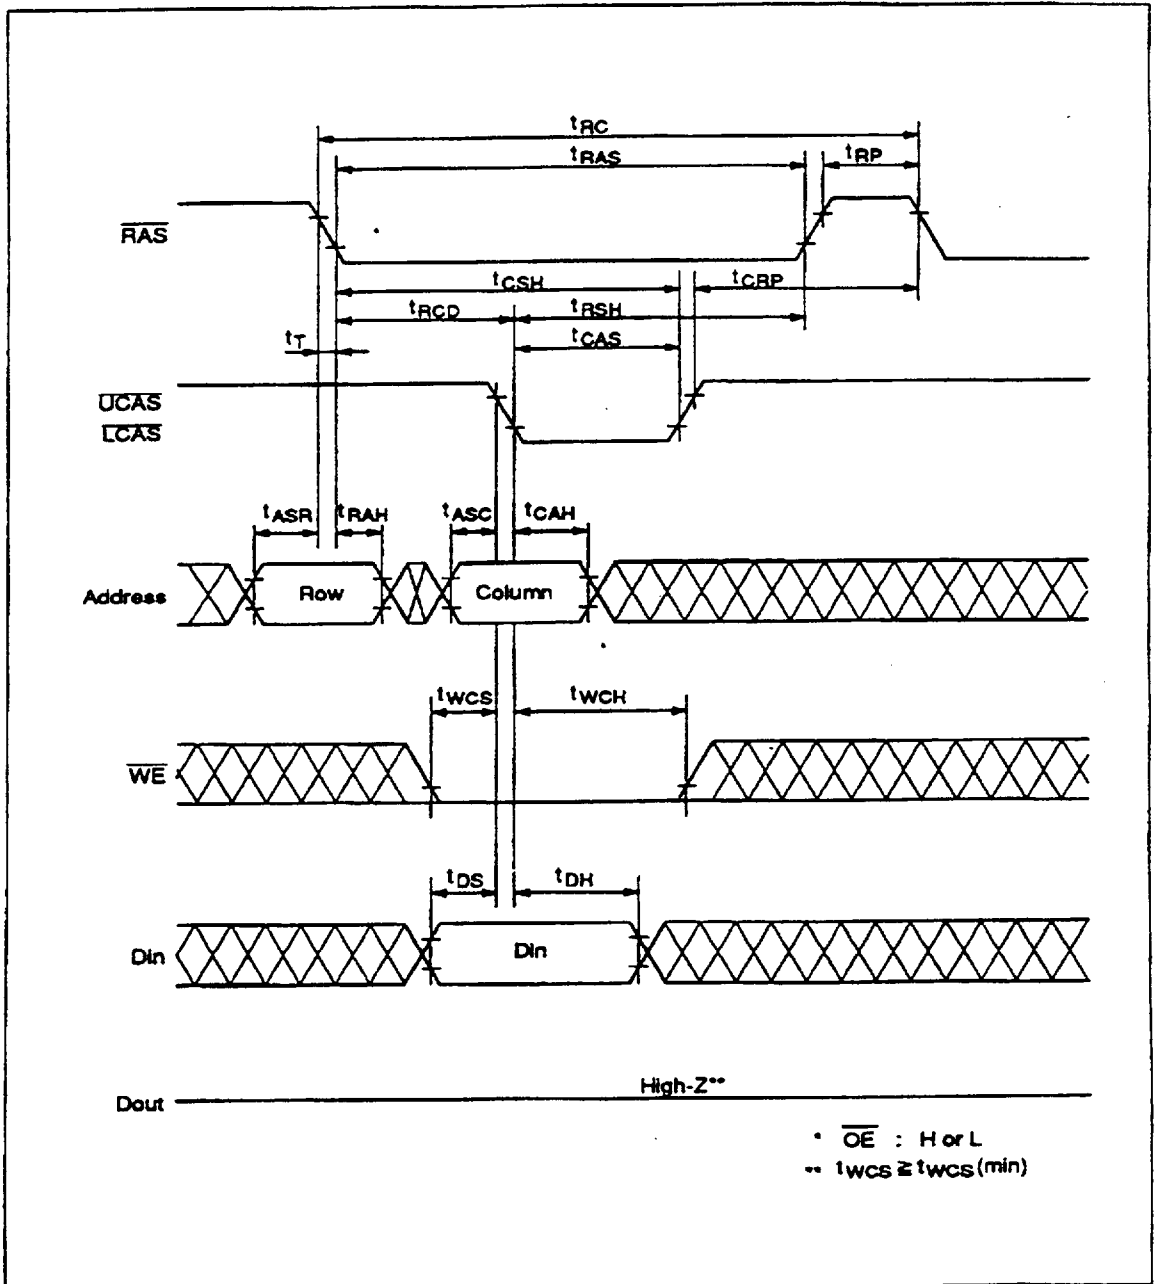 tRC
tRAS
tRP
RAS
tCSH
tCRP
tRCD
tRSH
tT
tCAS
UCAS
LCAS
tASR
tRAH
tASC
tCAH
Address
Row
Column
tWCS
tWCH
WE
tDS
tDH
Din
Din
High-Z**
Dout
* OE : H or L
** tWCS ≧ tWCS (min)